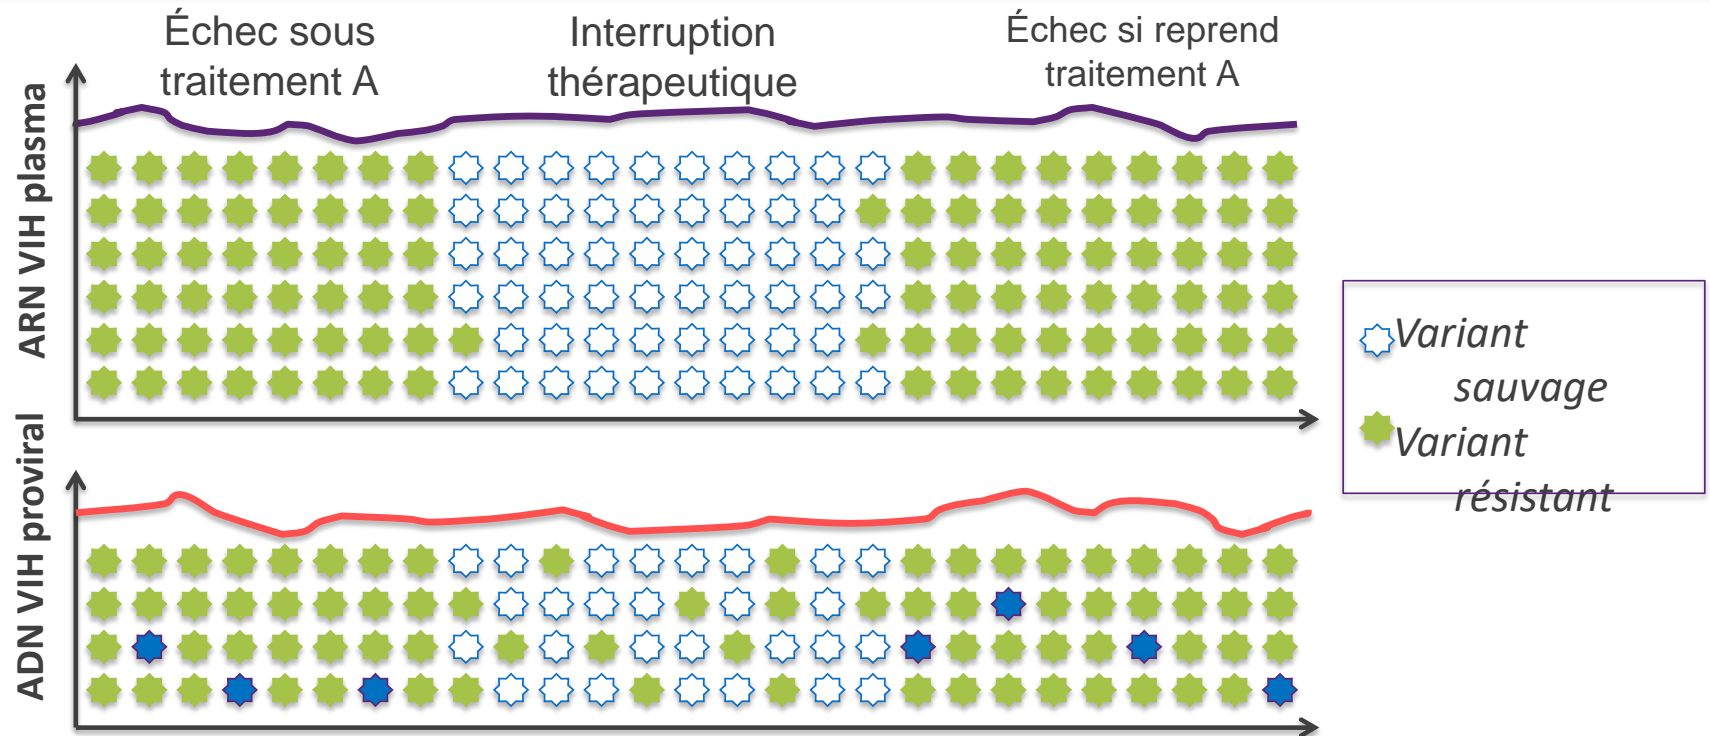 Échec sous
traitement A
Interruption
thérapeutique
Échec si reprend
traitement A
ARN VIH plasma
Variant
sauvage
Variant
résistant
ADN VIH proviral